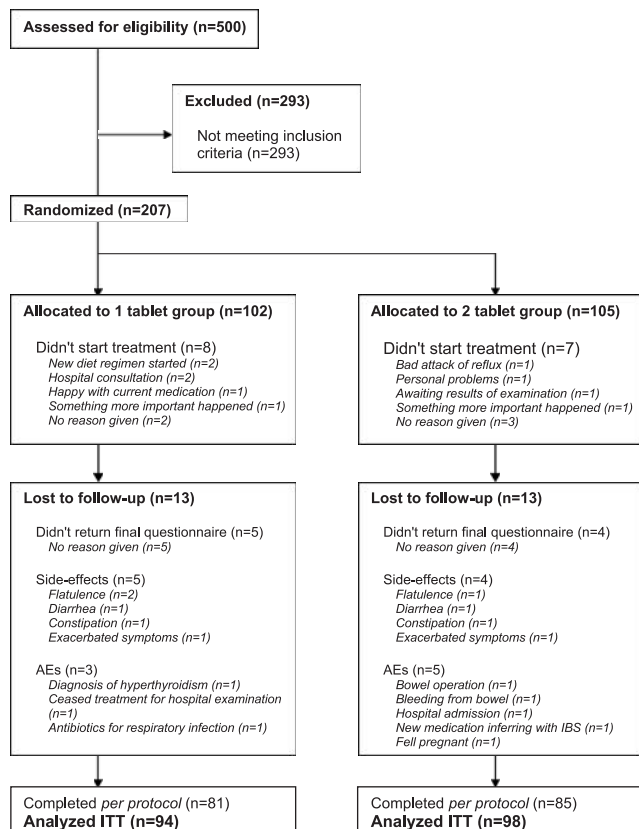 Assessed for eligibility (n=500)
Excluded (n=293)
Not meeting inclusion
criteria (n=293)
Randomized (n=207)
Allocated to 1 tablet group (n=102)
Didn't start treatment (n=8)
New diet regimen started (n=2)
Hospital consultation (n=2)
Happy with current medication (n=1)
Something more important happened (n=1)
No reason given (n=2)
Allocated to 2 tablet group (n=105)
Didn't start treatment (n=7)
Bad attack of reflux (n=1)
Personal problems (n=1)
Awaiting results of examination (n=1)
Something more important happened (n=1)
No reason given (n=3)
Lost to follow-up (n=13)
Didn't return final questionnaire (n=5)
No reason given (n=5)
Side-effects (n=5)
Flatulence (n=2)
Diarrhea (n=1)
Constipation (n=1)
Exacerbated symptoms (n=1)
AEs (n=3)
Diagnosis of hyperthyroidism (n=1)
Ceased treatment for hospital examination
(n=1)
Antibiotics for respiratory infection (n=1)
Lost to follow-up (n=13)
Didn't return final questionnaire (n=4)
No reason given (n=4)
Side-effects (n=4)
Flatulence (n=1)
Diarrhea (n=1)
Constipation (n=1)
Exacerbated symptoms (n=1)
AEs (n=5)
Bowel operation (n=1)
Bleeding from bowel (n=1)
Hospital admission (n=1)
New medication inferring with IBS (n=1)
Fell pregnant (n=1)
Completed per protocol (n=81)
Analyzed ITT (n=94)
Completed per protocol (n=85)
Analyzed ITT (n=98)